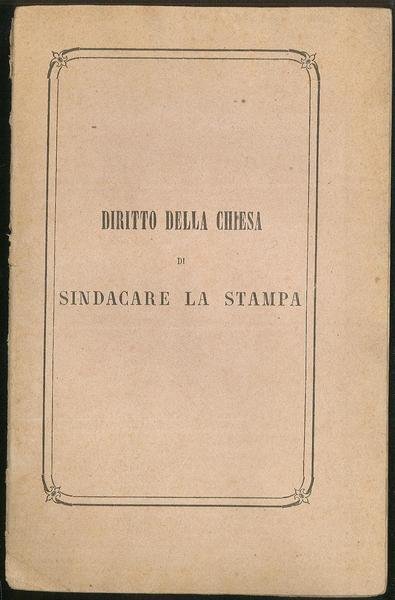 DIRITTO DELLA CHIESA
DI
SINDACARE LA STAMPA